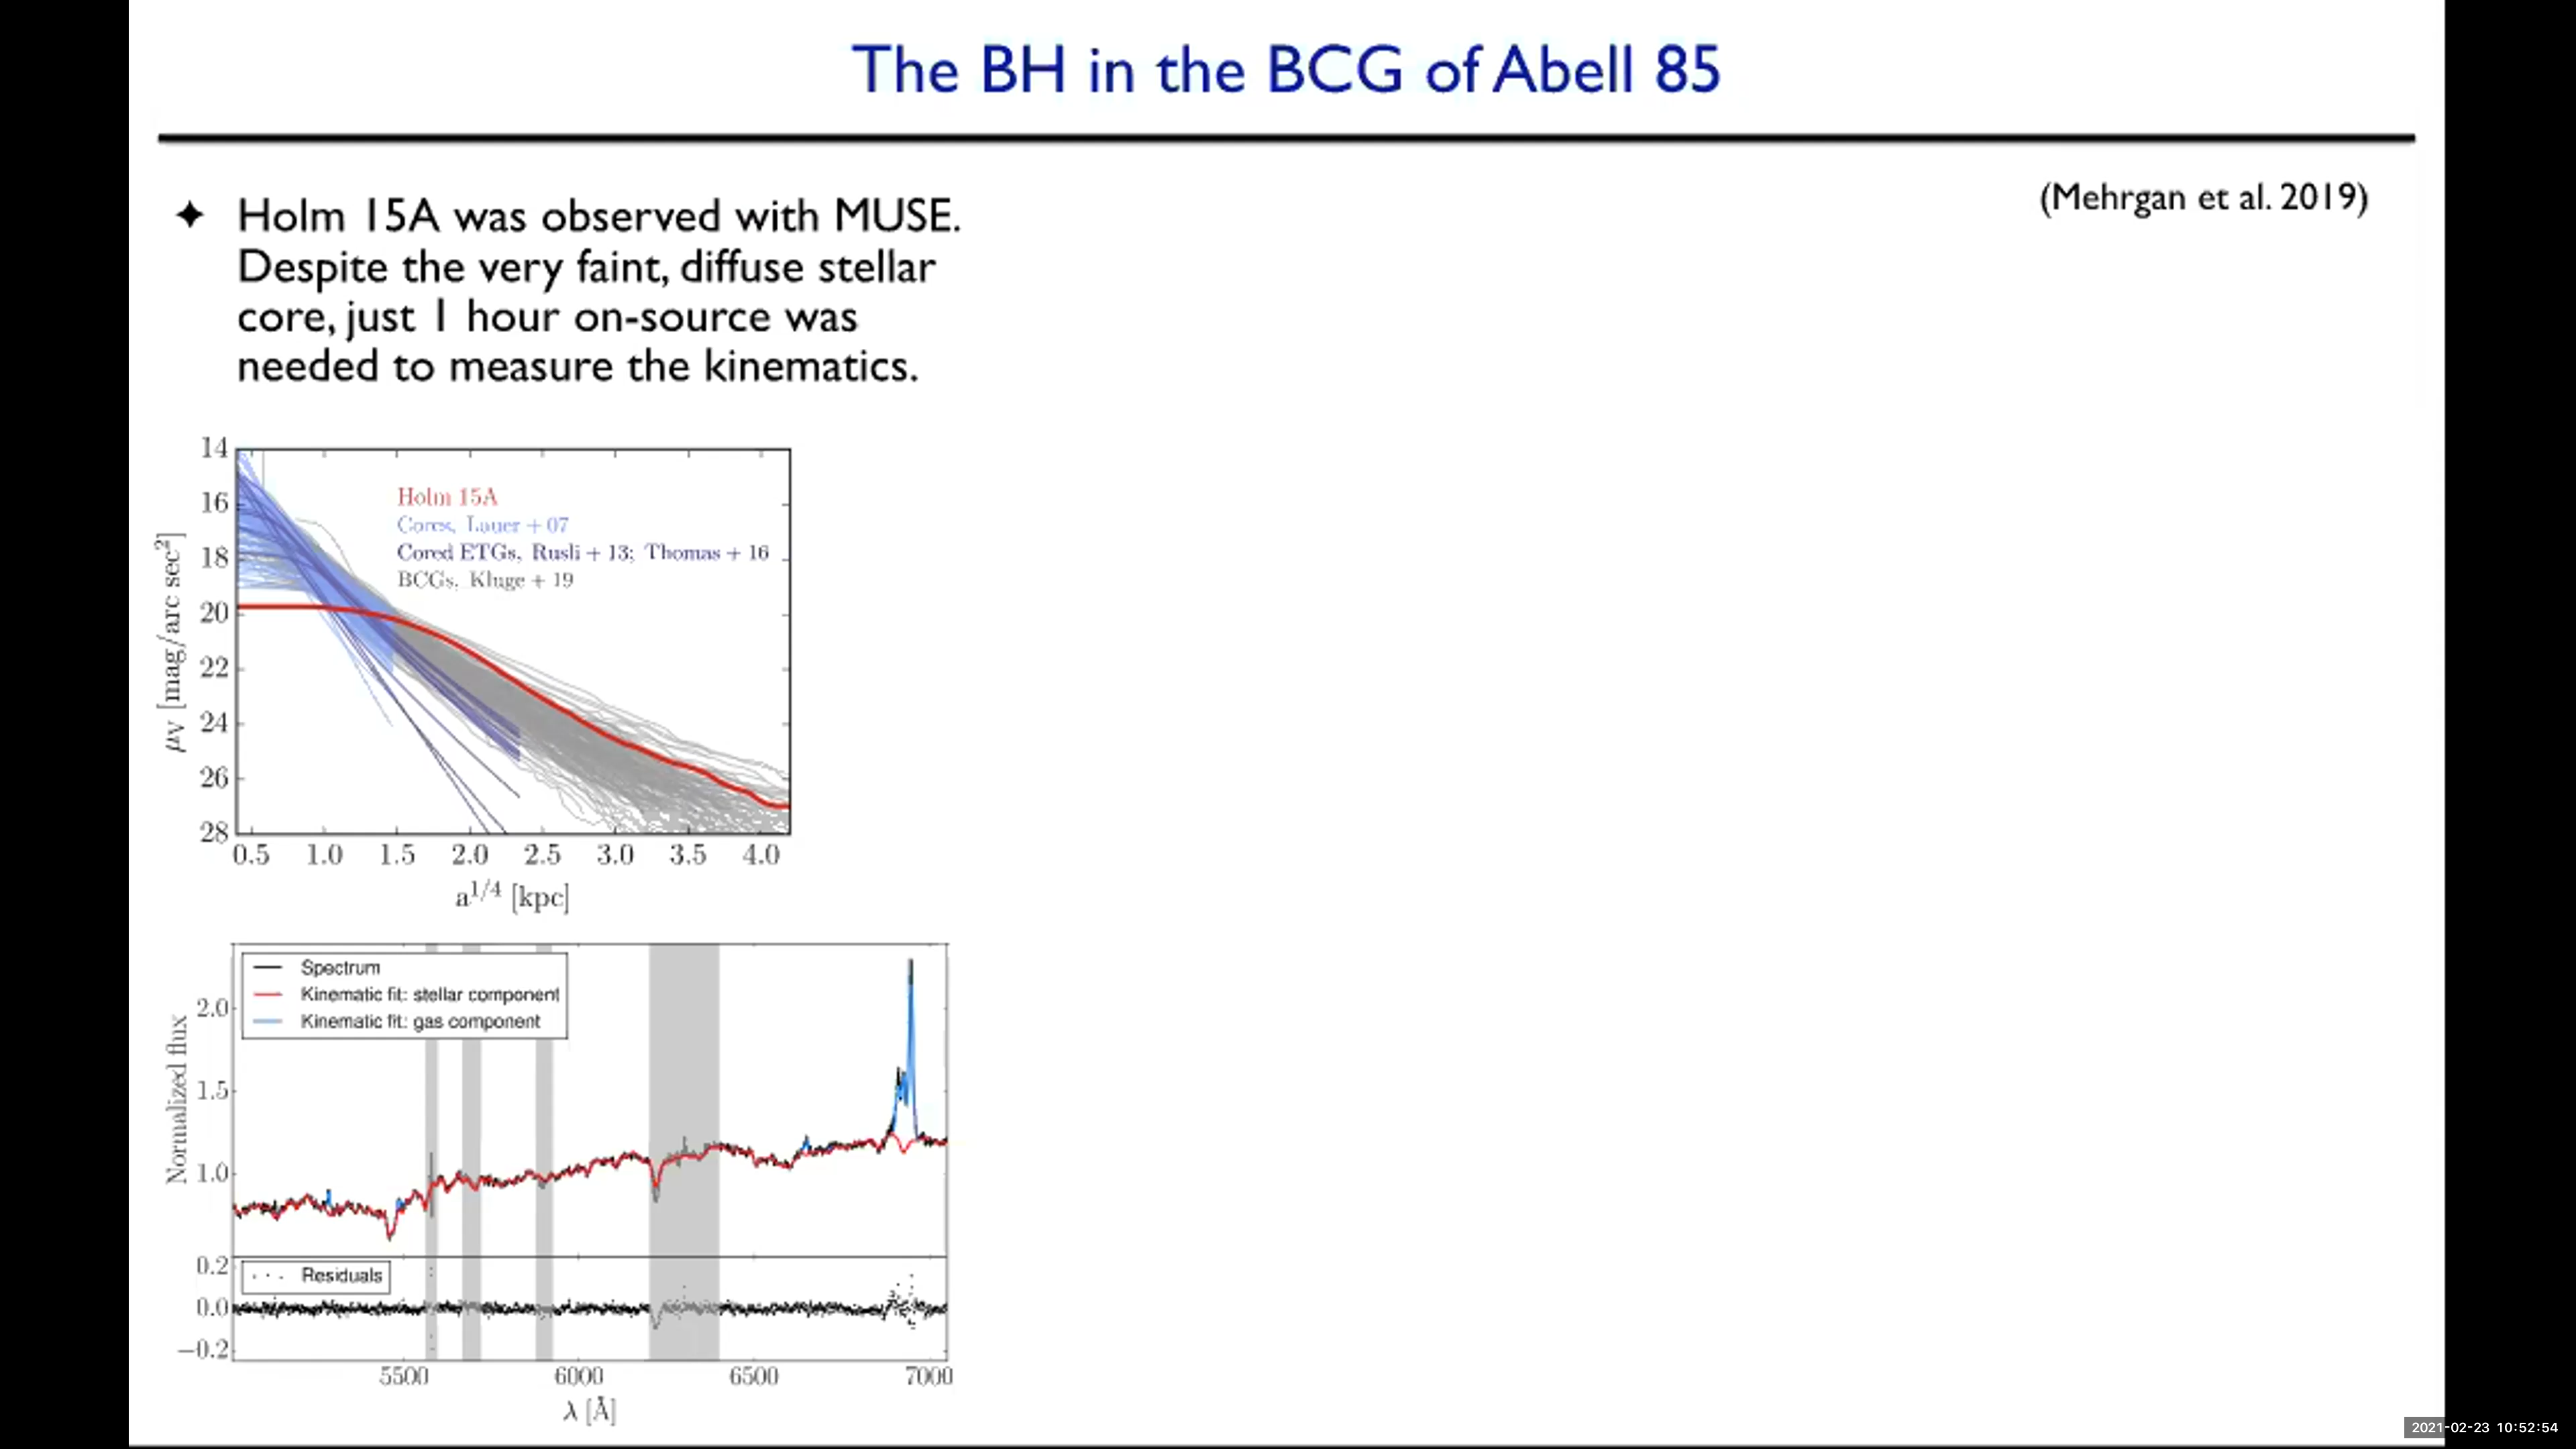 The BH in the BCG of Abell 85
(Mehrgan et al. 2019)
✦ Holm 15A was observed with MUSE.
Despite the very faint, diffuse stellar
core, just 1 hour on-source was
needed to measure the kinematics.
14
16
18
20
22
24
26
28
μv [mag/arc sec²]
Holm 15A
Cores, Lauer + 07
Cored ETGs, Rusli + 13; Thomas + 16
BCGs, Kluge + 19
0.5 1.0 1.5 2.0 2.5 3.0 3.5 4.0
a^1/4 [kpc]
Spectrum
Kinematic fit: stellar component
Kinematic fit: gas component
2.0
1.5
1.0
Normalized flux
0.2
Residuals
0.0
−0.2
5500 6000 6500 7000
λ [Å]
2021-02-23 10:52:54